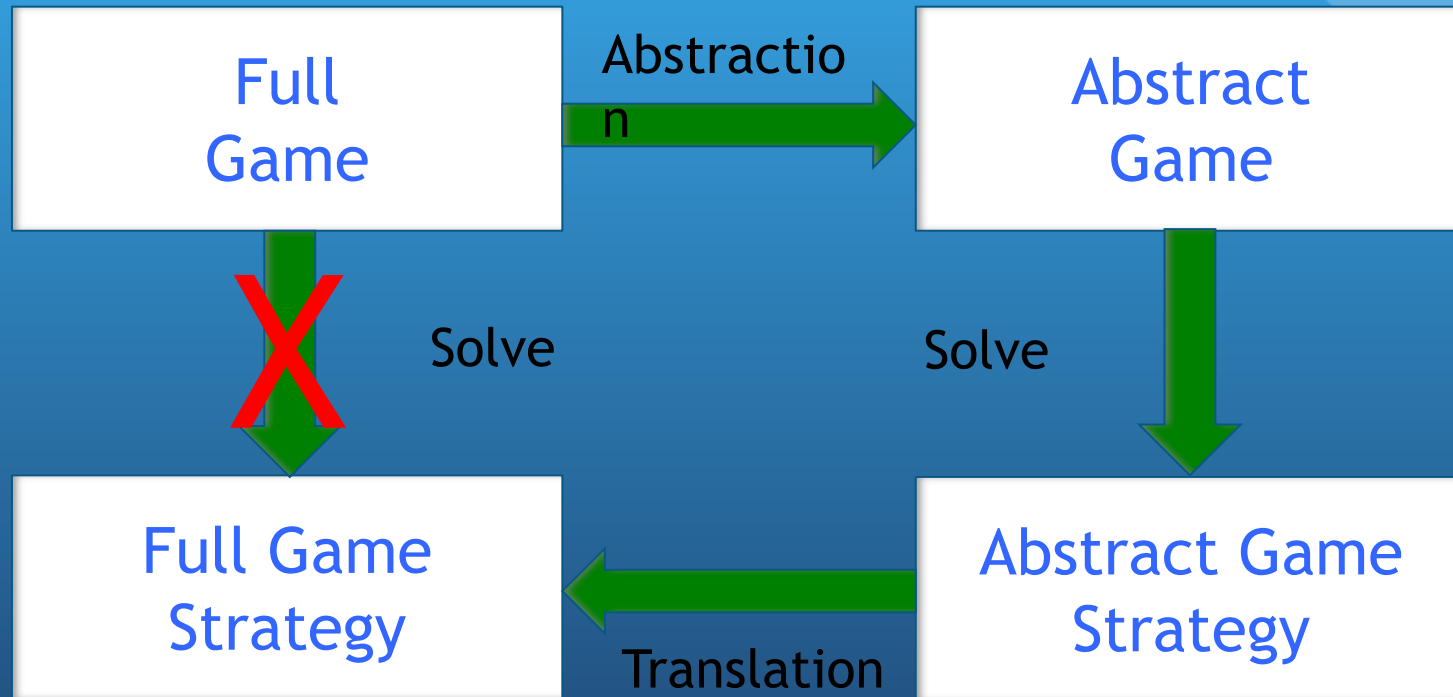 Full
Game
Abstractio
n
Abstract
Game
X
Solve
Solve
Full Game
Strategy
Abstract Game
Strategy
Translation